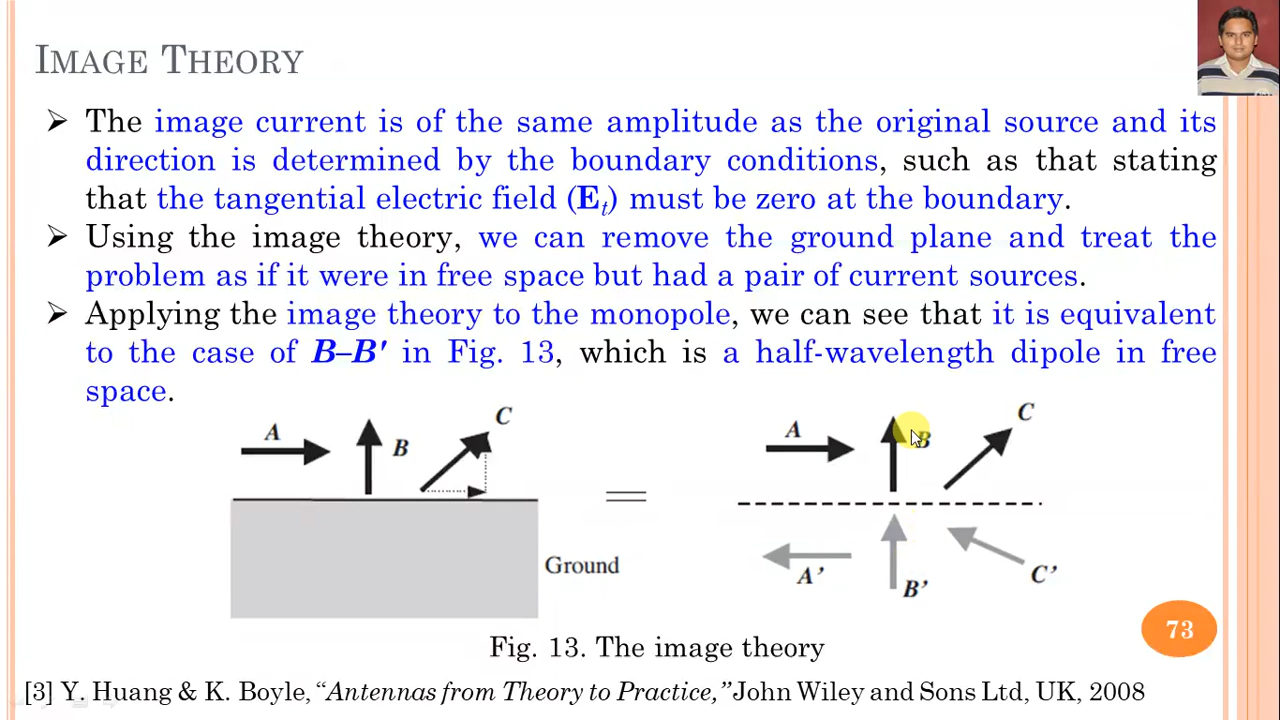 IMAGE THEORY
➤ The image current is of the same amplitude as the original source and its
direction is determined by the boundary conditions, such as that stating
that the tangential electric field (Et) must be zero at the boundary.
➤ Using the image theory, we can remove the ground plane and treat the
problem as if it were in free space but had a pair of current sources.
➤ Applying the image theory to the monopole, we can see that it is equivalent
to the case of B–B' in Fig. 13, which is a half-wavelength dipole in free
space.
A
B
C
Ground
=
A
B
C
A’
B’
C’
Fig. 13. The image theory
73
[3] Y. Huang & K. Boyle, “Antennas from Theory to Practice,” John Wiley and Sons Ltd, UK, 2008